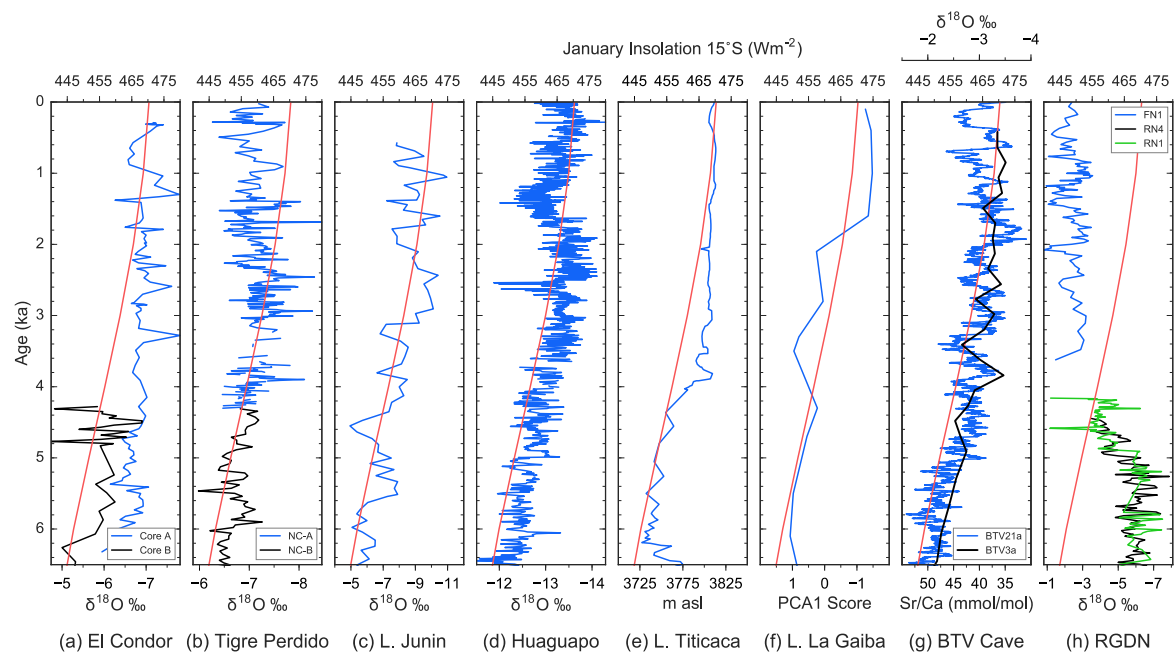 δ¹⁸O ‰
−2 −3 −4
January Insolation 15˚S (Wm⁻²)
445 455 465 475 445 455 465 475 445 455 465 475 445 455 465 475 445 455 465 475 445 455 465 475 445 455 465 475 445 455 465 475
0
FN1
RN4
RN1
1
2
3
Age (ka)
4
5
6
Core A NC-A BTV21a
Core B NC-B BTV3a
−5 −6 −7 −6 −7 −8 −5 −7 −9 −11 −12 −13 −14 3725 3775 3825 1 0 −1 50 45 40 35 −1 −3 −5 −7
δ¹⁸O ‰ δ¹⁸O ‰ δ¹⁸O ‰ δ¹⁸O ‰ m asl PCA1 Score Sr/Ca (mmol/mol) δ¹⁸O ‰
(a) El Condor (b) Tigre Perdido (c) L. Junin (d) Huaguapo (e) L. Titicaca (f) L. La Gaiba (g) BTV Cave (h) RGDN